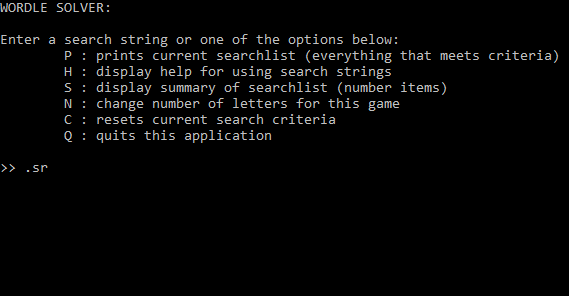 WORDLE SOLVER:
Enter a search string or one of the options below:
P : prints current searchlist (everything that meets criteria)
H : display help for using search strings
S : display summary of searchlist (number items)
N : change number of letters for this game
C : resets current search criteria
Q : quits this application
>> .sr